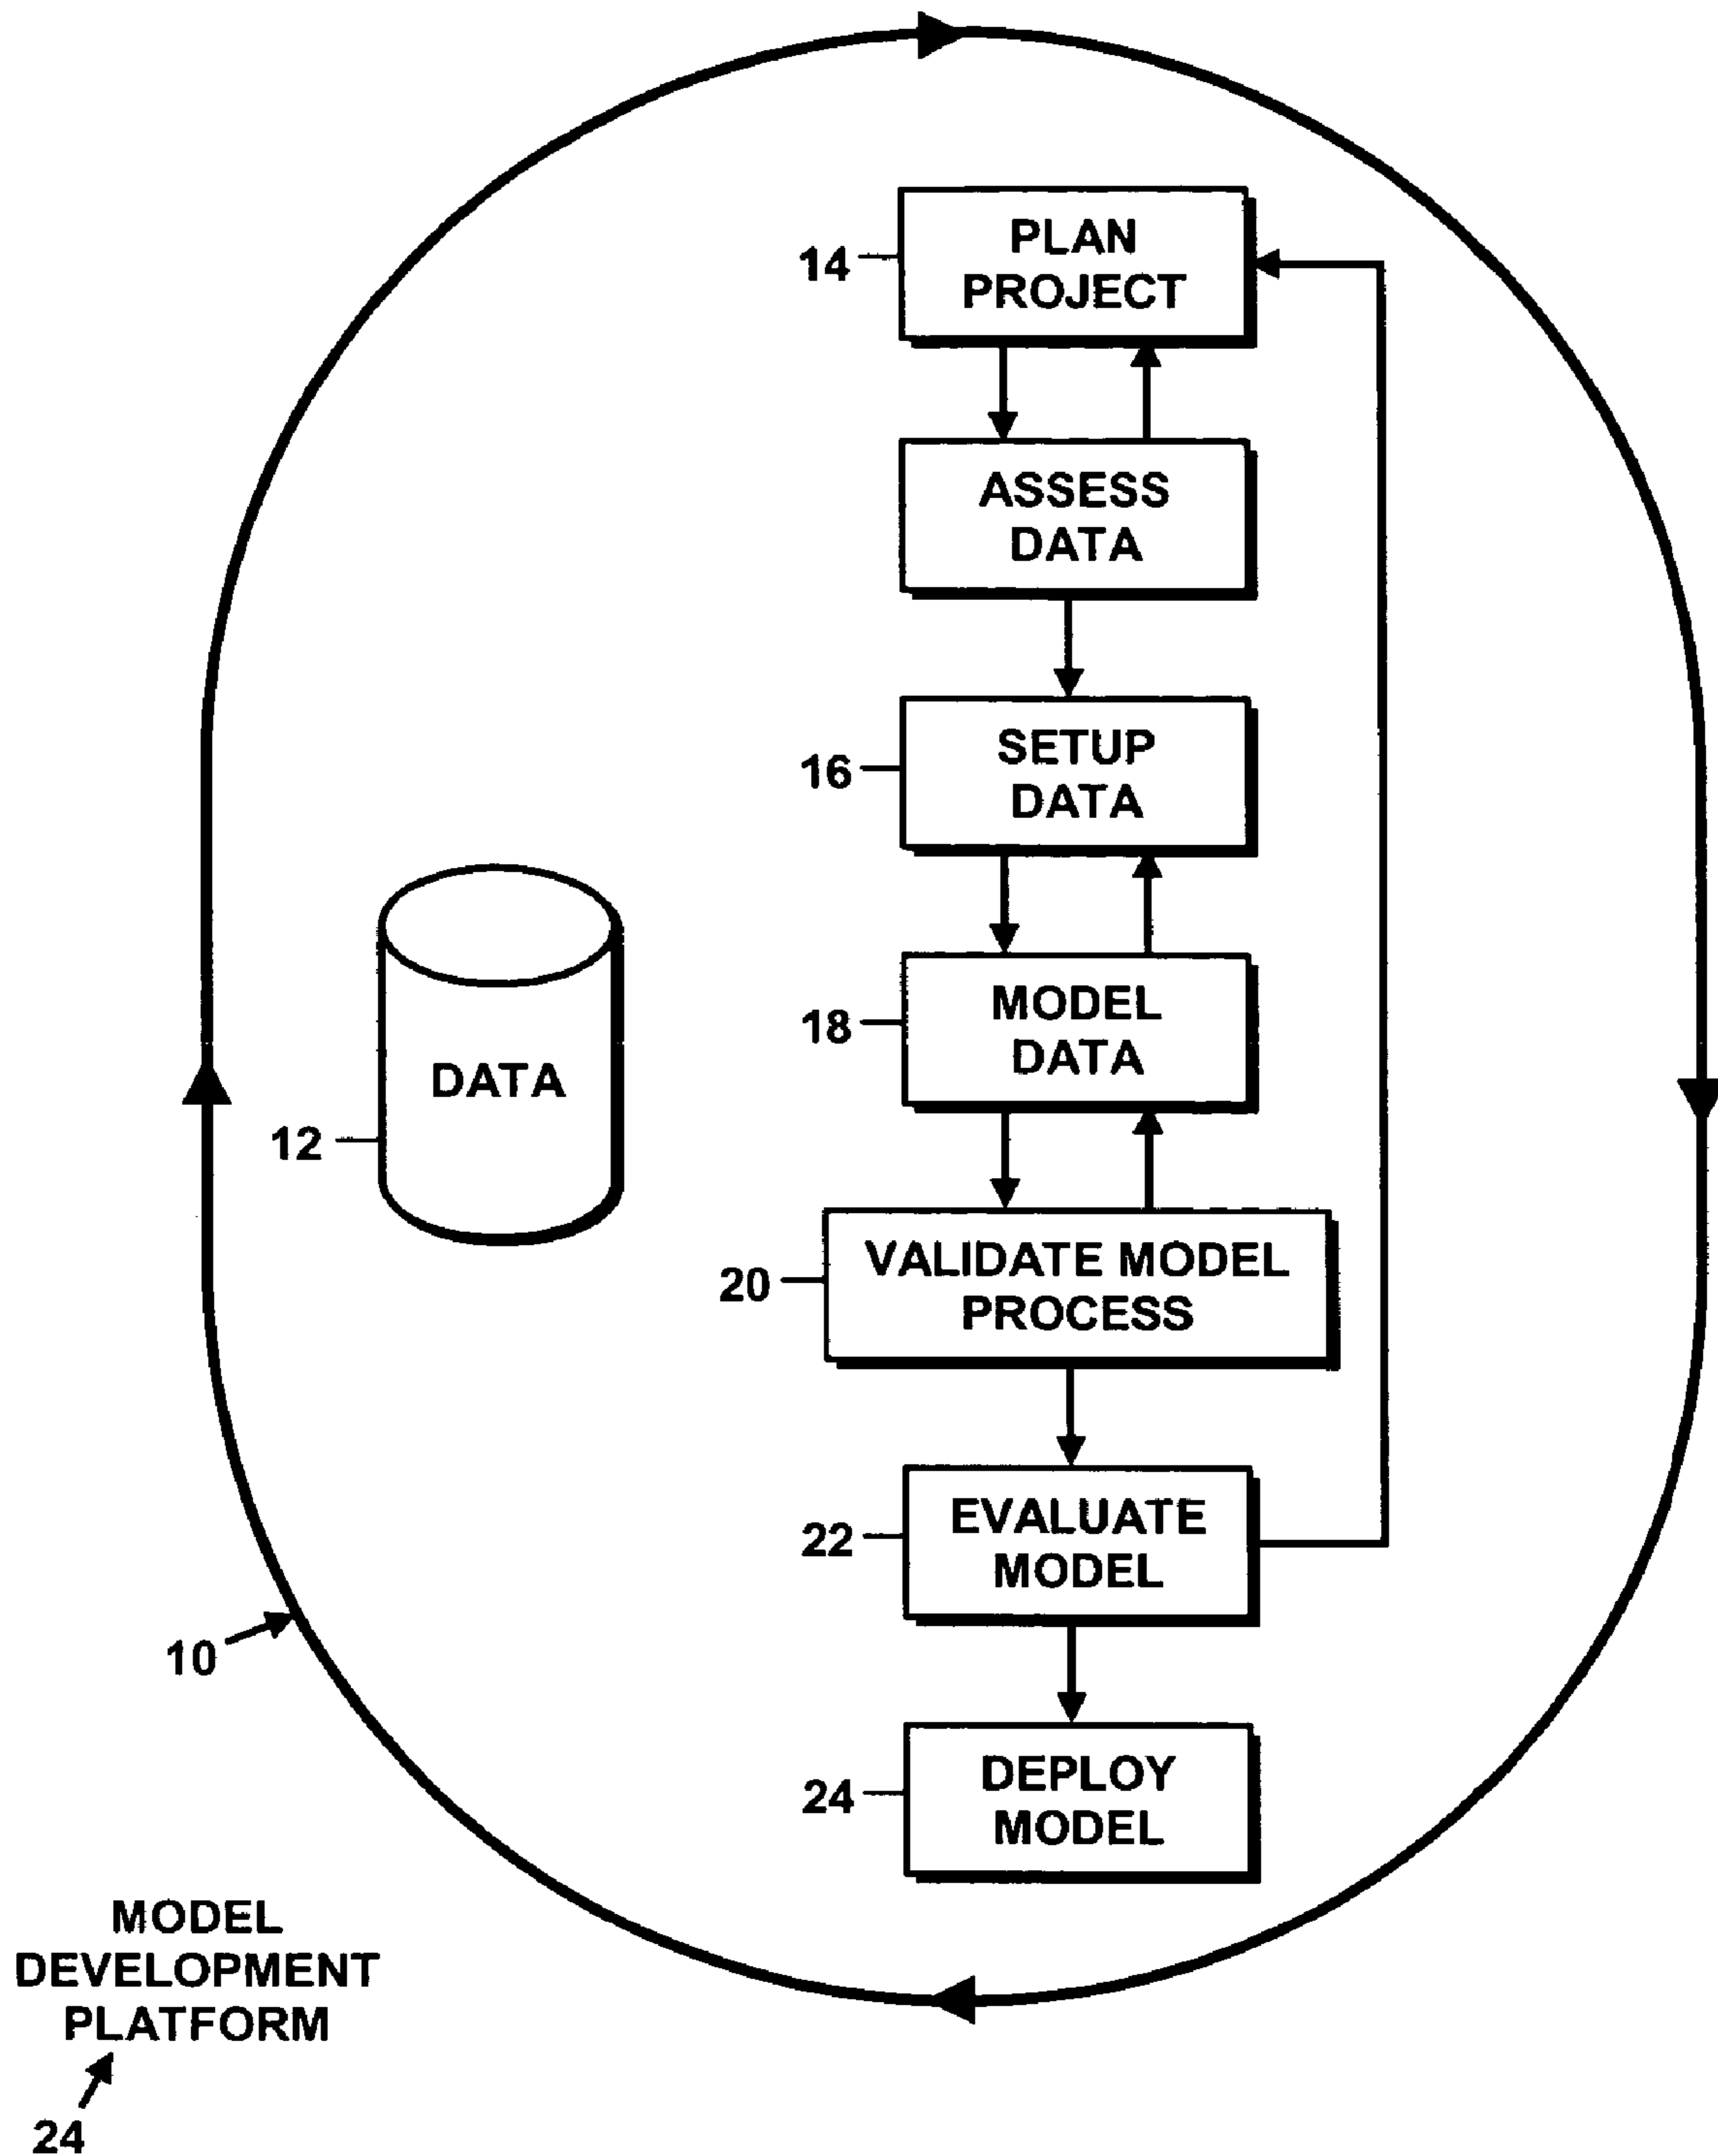 14
PLAN
PROJECT
ASSESS
DATA
16
SETUP
DATA
18
MODEL
DATA
DATA
12
20
VALIDATE MODEL
PROCESS
22
EVALUATE
MODEL
10
24
DEPLOY
MODEL
MODEL
DEVELOPMENT
PLATFORM
24